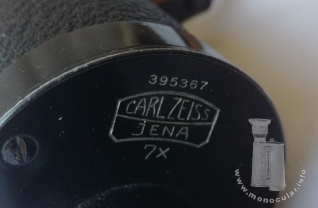 395367
CARL ZEISS
JENA
7x
www.monocular.info